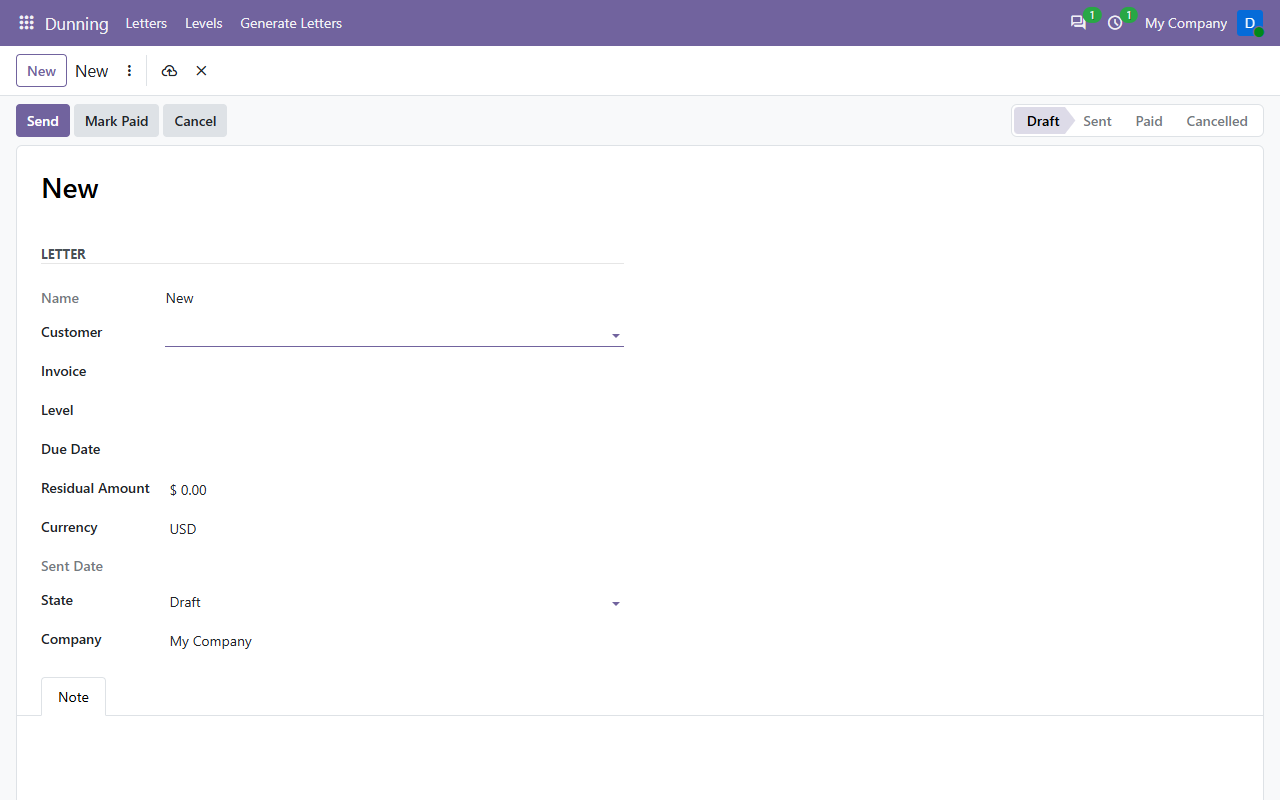 Dunning Letters Levels Generate Letters 1 1 My Company D
New New
Send Mark Paid Cancel Draft Sent Paid Cancelled
New
LETTER
Name New
Customer
Invoice
Level
Due Date
Residual Amount $ 0.00
Currency USD
Sent Date
State Draft
Company My Company
Note